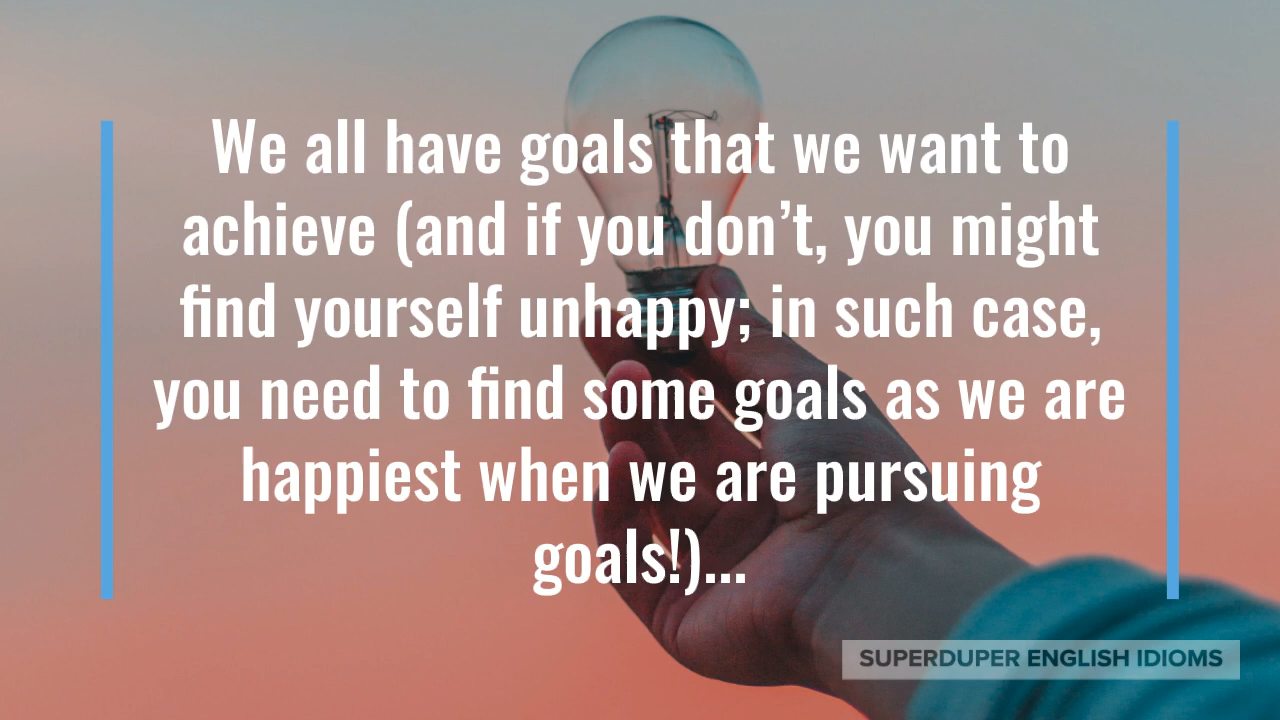 We all have goals that we want to
achieve (and if you don’t, you might
find yourself unhappy; in such case,
you need to find some goals as we are
happiest when we are pursuing
goals!)...
SUPERDUPER ENGLISH IDIOMS